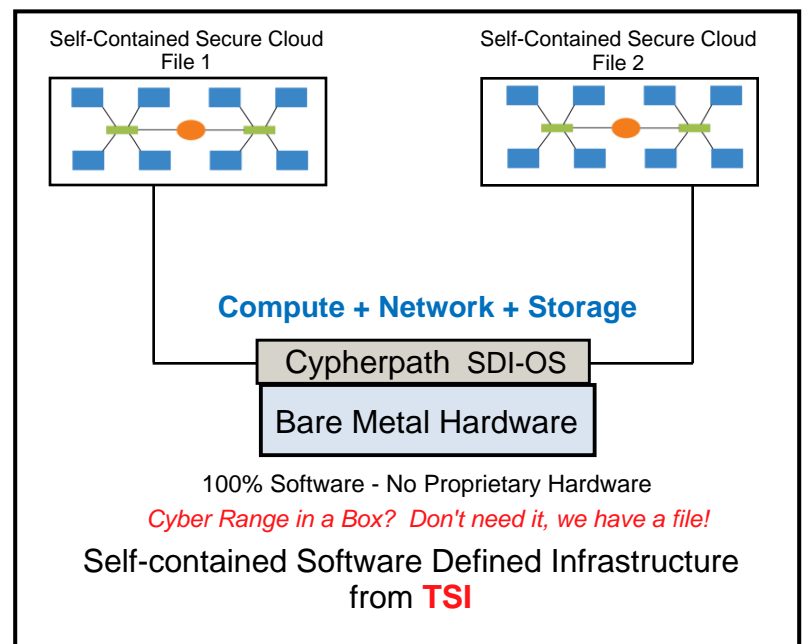 Self-Contained Secure Cloud
File 1
Self-Contained Secure Cloud
File 2
Compute + Network + Storage
Cypherpath SDI-OS
Bare Metal Hardware
100% Software - No Proprietary Hardware
Cyber Range in a Box? Don't need it, we have a file!
Self-contained Software Defined Infrastructure
from TSI